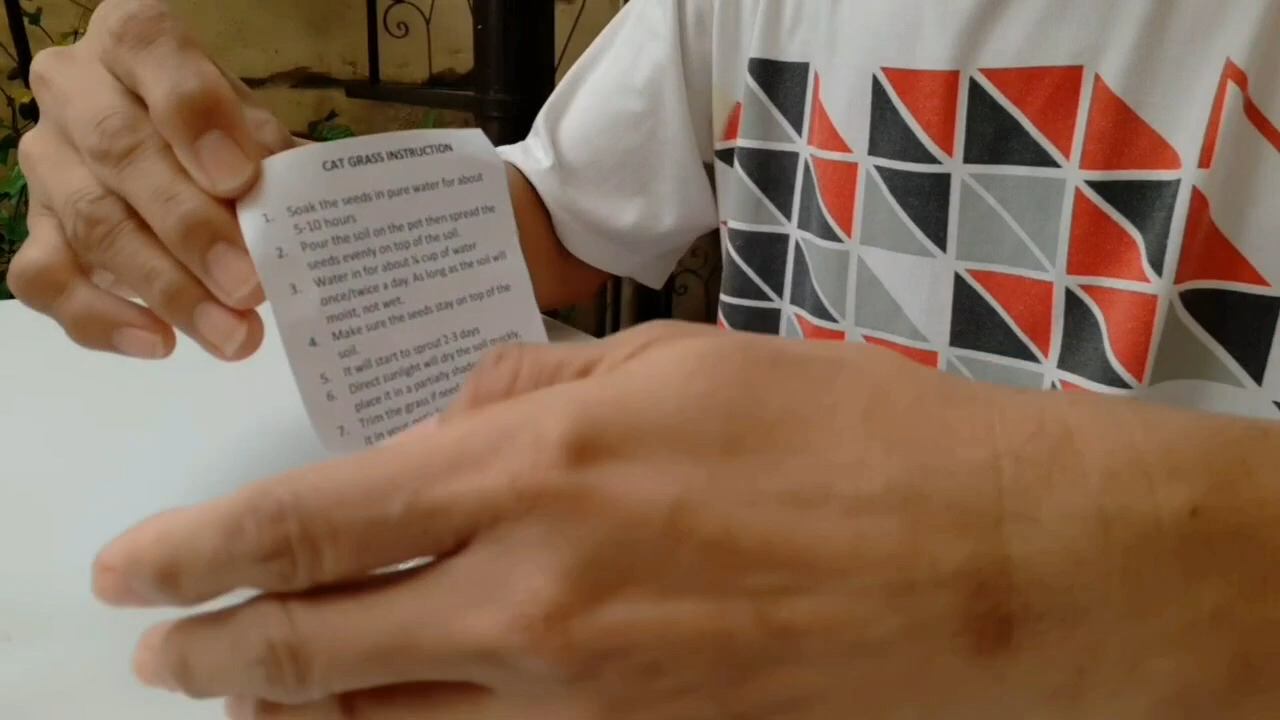 CAT GRASS INSTRUCTION
1. Soak the seeds in pure water for about
5-10 hours
2. Pour the soil on the pot then spread the
seeds evenly on top of the soil.
3. Water in for about ¼ cup of water
once/twice a day. As long as the soil will
moist, not wet.
4. Make sure the seeds stay on top of the
soil.
5. It will start to sprout 2-3 days
6. Direct sunlight will dry the soil quickly,
place it in a partially
7. Trim the grass if
it in your